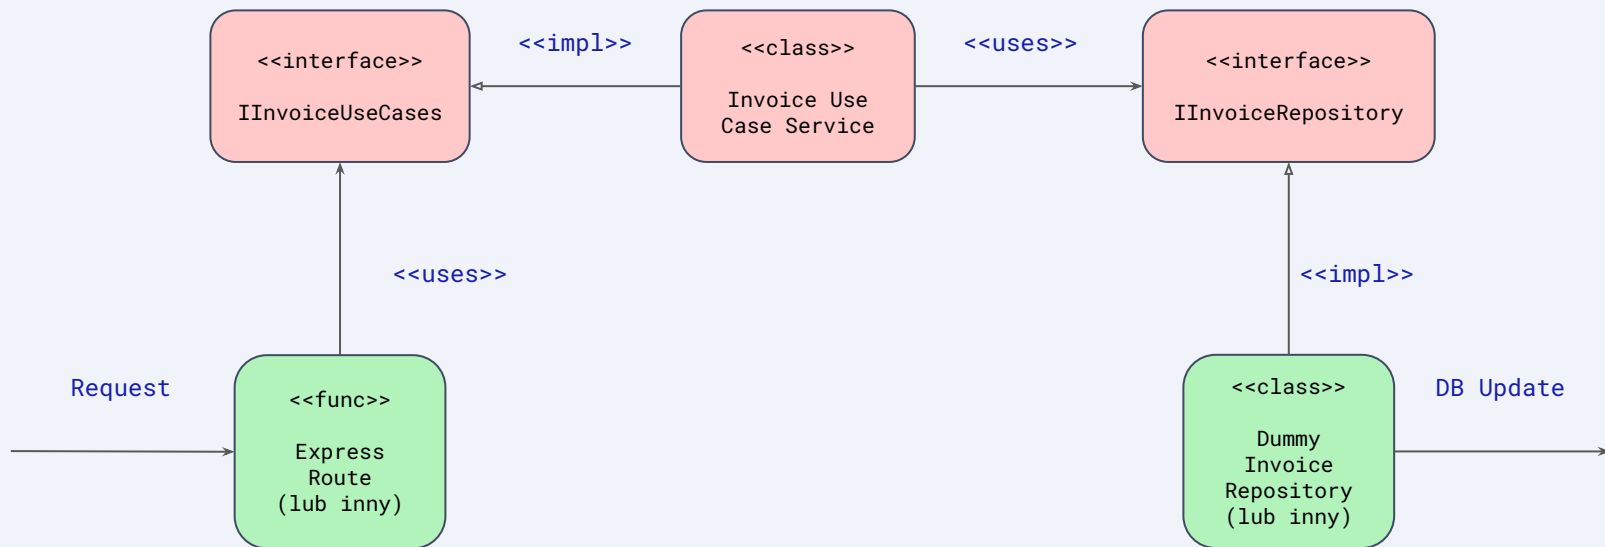 <<interface>>
IInvoiceUseCases
<<impl>>
<<class>>
Invoice Use
Case Service
<<uses>>
<<interface>>
IInvoiceRepository
<<uses>>
<<impl>>
Request
<<func>>
Express
Route
(lub inny)
<<class>>
Dummy
Invoice
Repository
(lub inny)
DB Update